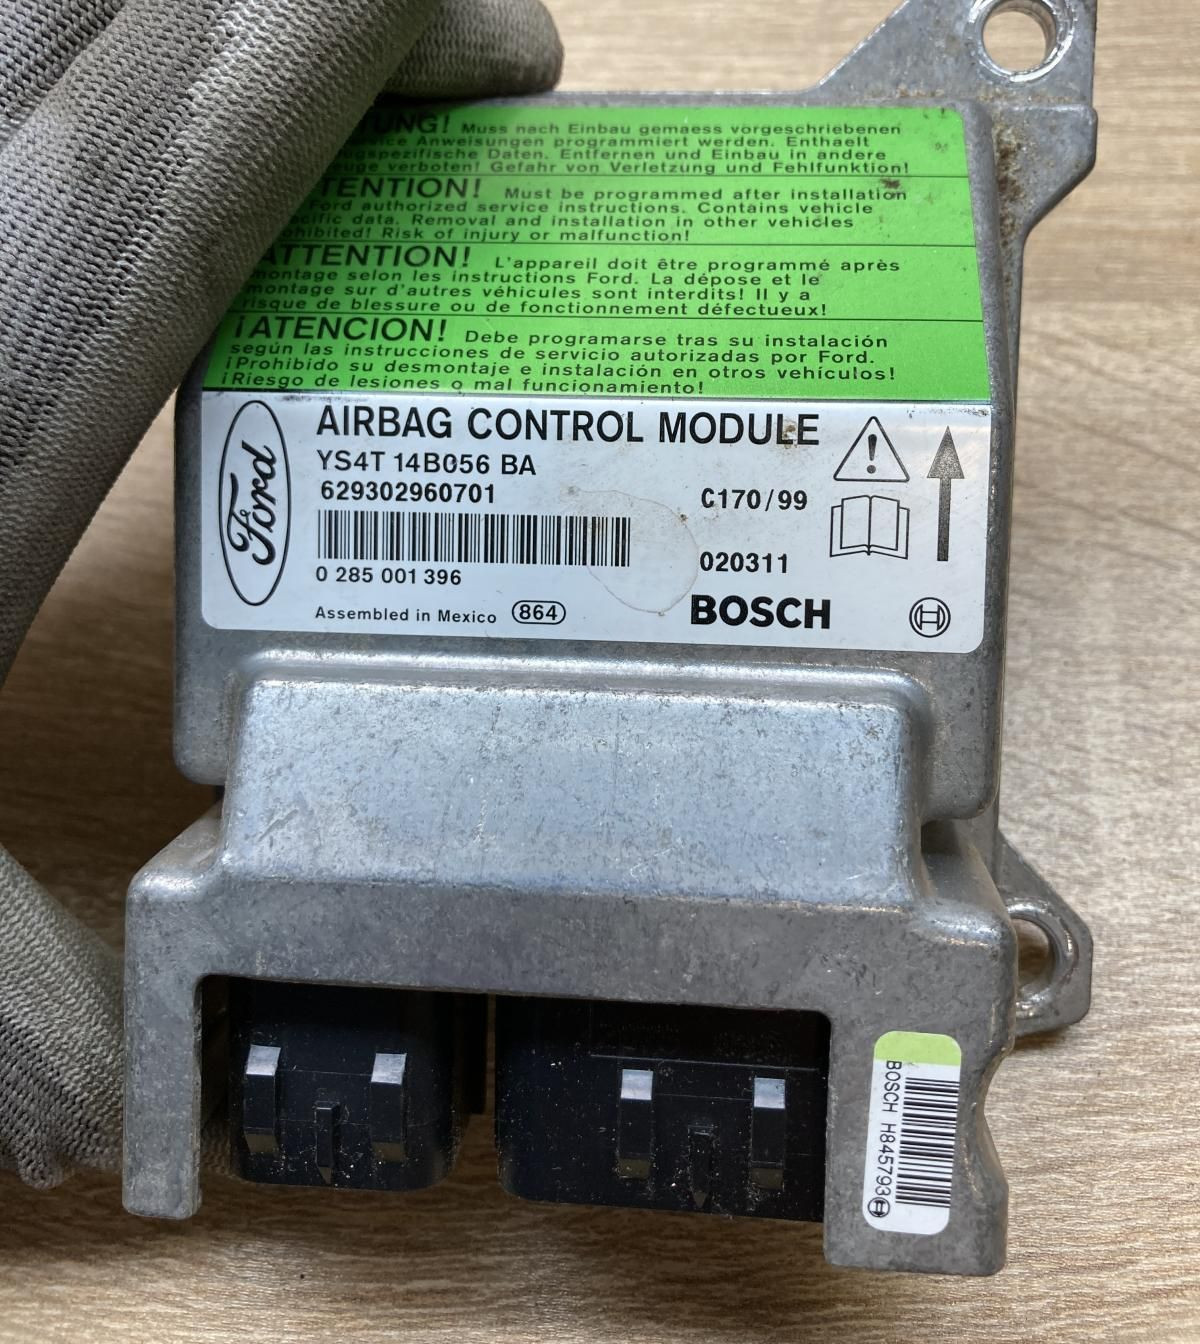 TUNG! Muss nach Einbau gemaess vorgeschriebenen
Anweisungen programmiert werden. Enthaelt
Daten. Entfernen und Einbau in andere
verboten! Gefahr von Verletzung und Fehlfunktion!
TENTION! Must be programmed after installation
Ford authorized service instructions. Contains vehicle
data. Removal and installation in other vehicles
Risk of injury or malfunction!
ATTENTION! L'appareil doit être programmé après
montage selon les instructions Ford. La dépose et le
montage sur d'autres véhicules sont interdits! Il y a
risque de blessure ou de fonctionnement défectueux!
¡ATENCION! Debe programarse tras su instalación
según las instrucciones de servicio autorizadas por Ford.
¡Prohibido su desmontaje e instalación en otros vehículos!
¡Riesgo de lesiones o mal funcionamiento!
Ford
AIRBAG CONTROL MODULE
YS4T 14B056 BA
629302960701
C170/99
0 285 001 396
020311
Assembled in Mexico 864
BOSCH
BOSCH H845793